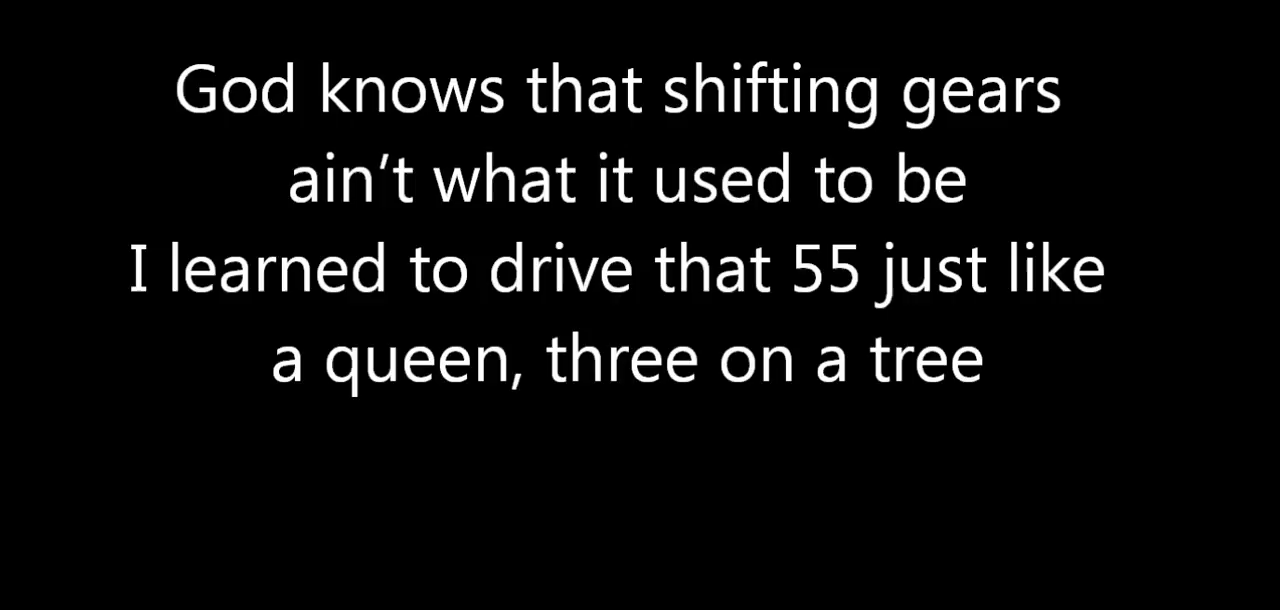 God knows that shifting gears
ain’t what it used to be
I learned to drive that 55 just like
a queen, three on a tree